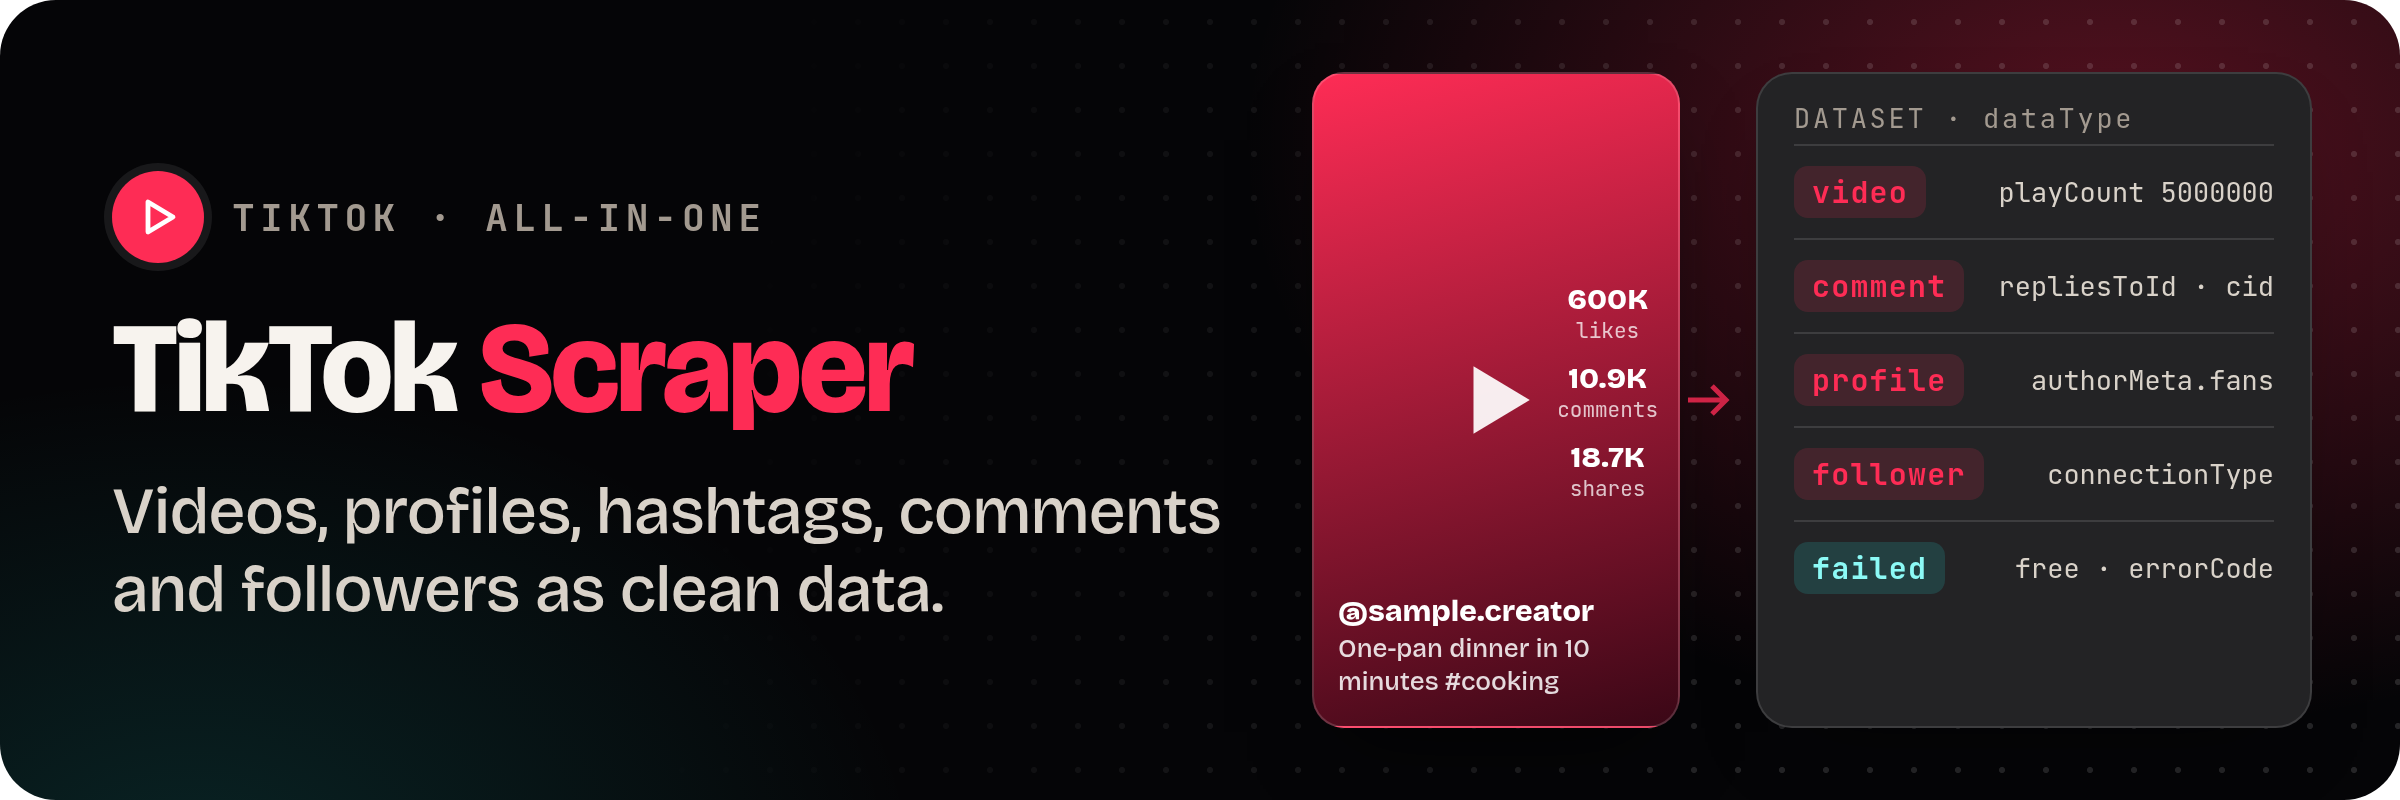 TIKTOK · ALL-IN-ONE
TikTok Scraper
Videos, profiles, hashtags, comments
and followers as clean data.
600K
likes
10.9K
comments
18.7K
shares
@sample.creator
One-pan dinner in 10
minutes #cooking
DATASET · dataType
video playCount 5000000
comment repliesToId · cid
profile authorMeta.fans
follower connectionType
failed free · errorCode